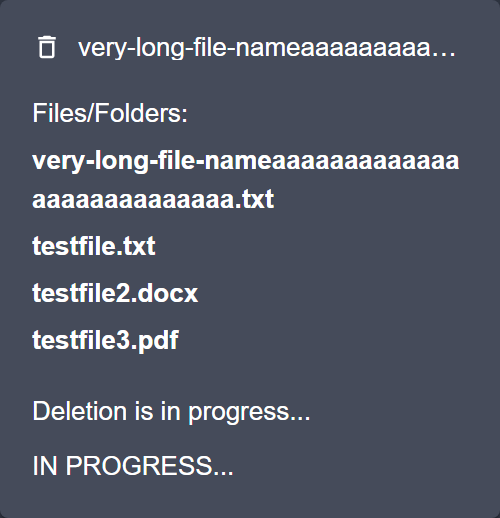 very-long-file-nameaaaaaaaaa...
Files/Folders:
very-long-file-nameaaaaaaaaaaaaa
aaaaaaaaaaaaaa.txt
testfile.txt
testfile2.docx
testfile3.pdf
Deletion is in progress...
IN PROGRESS...